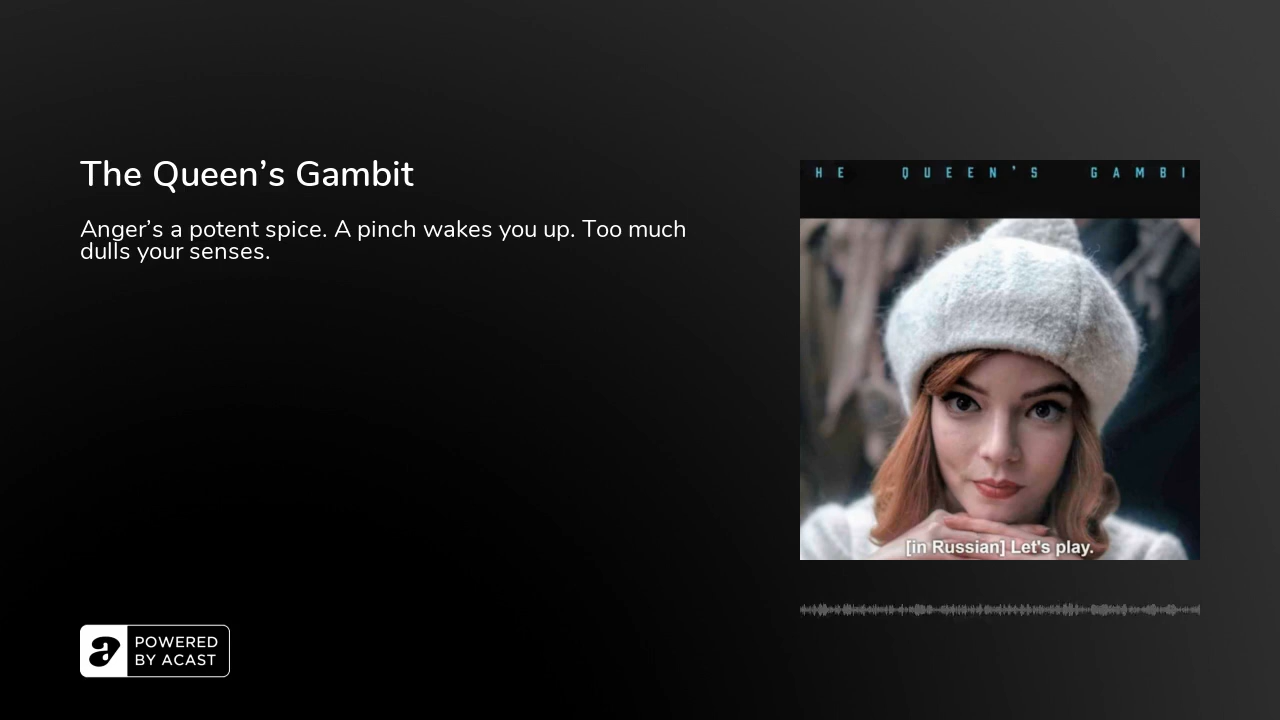 The Queen’s Gambit
Anger’s a potent spice. A pinch wakes you up. Too much
dulls your senses.
HE QUEEN'S GAMBI
[in Russian] Let's play.
a POWERED
BY ACAST